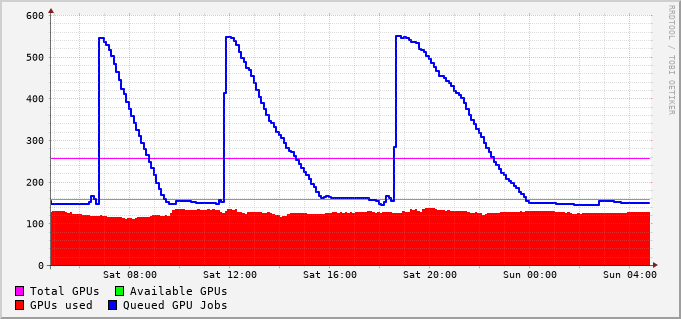 600
500
400
300
200
100
0
Sat 08:00 Sat 12:00 Sat 16:00 Sat 20:00 Sun 00:00 Sun 04:00
Total GPUs Available GPUs
GPUs used Queued GPU Jobs
RRDTOOL / TOBI OETIKER